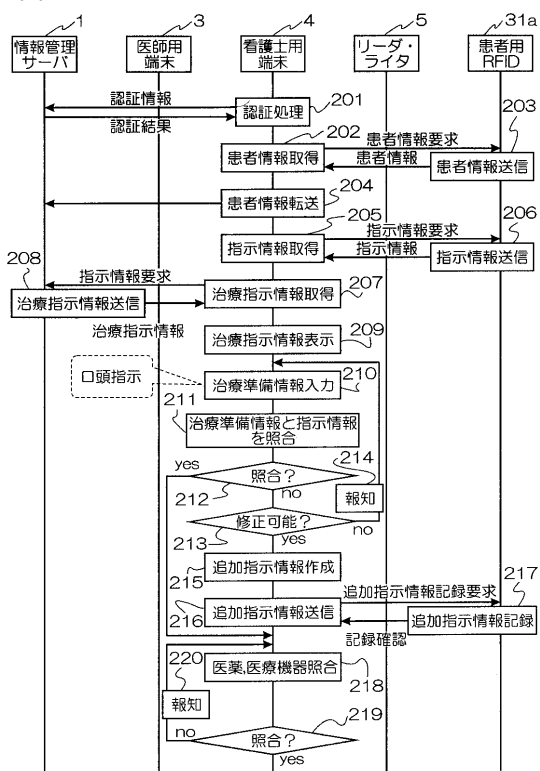 1
3
4
5
31a
情報管理
サーバ
医師用
端末
看護士用
端末
リーダ・
ライタ
患者用
RFID
認証情報
認証処理
201
認証結果
202
患者情報要求
203
患者情報取得
患者情報
患者情報送信
204
患者情報転送
205
指示情報要求
206
指示情報取得
指示情報
指示情報送信
208
指示情報要求
治療指示情報送信
治療指示情報取得
207
治療指示情報
治療指示情報表示
209
口頭指示
治療準備情報入力
210
211
治療準備情報と指示情報
を照合
214
yes
照合?
212
no
報知
修正可能?
213
yes
no
追加指示情報作成
215
追加指示情報記録要求
217
追加指示情報送信
216
追加指示情報記録
記録確認
220
医薬,医療機器照合
218
報知
219
no
照合?
yes